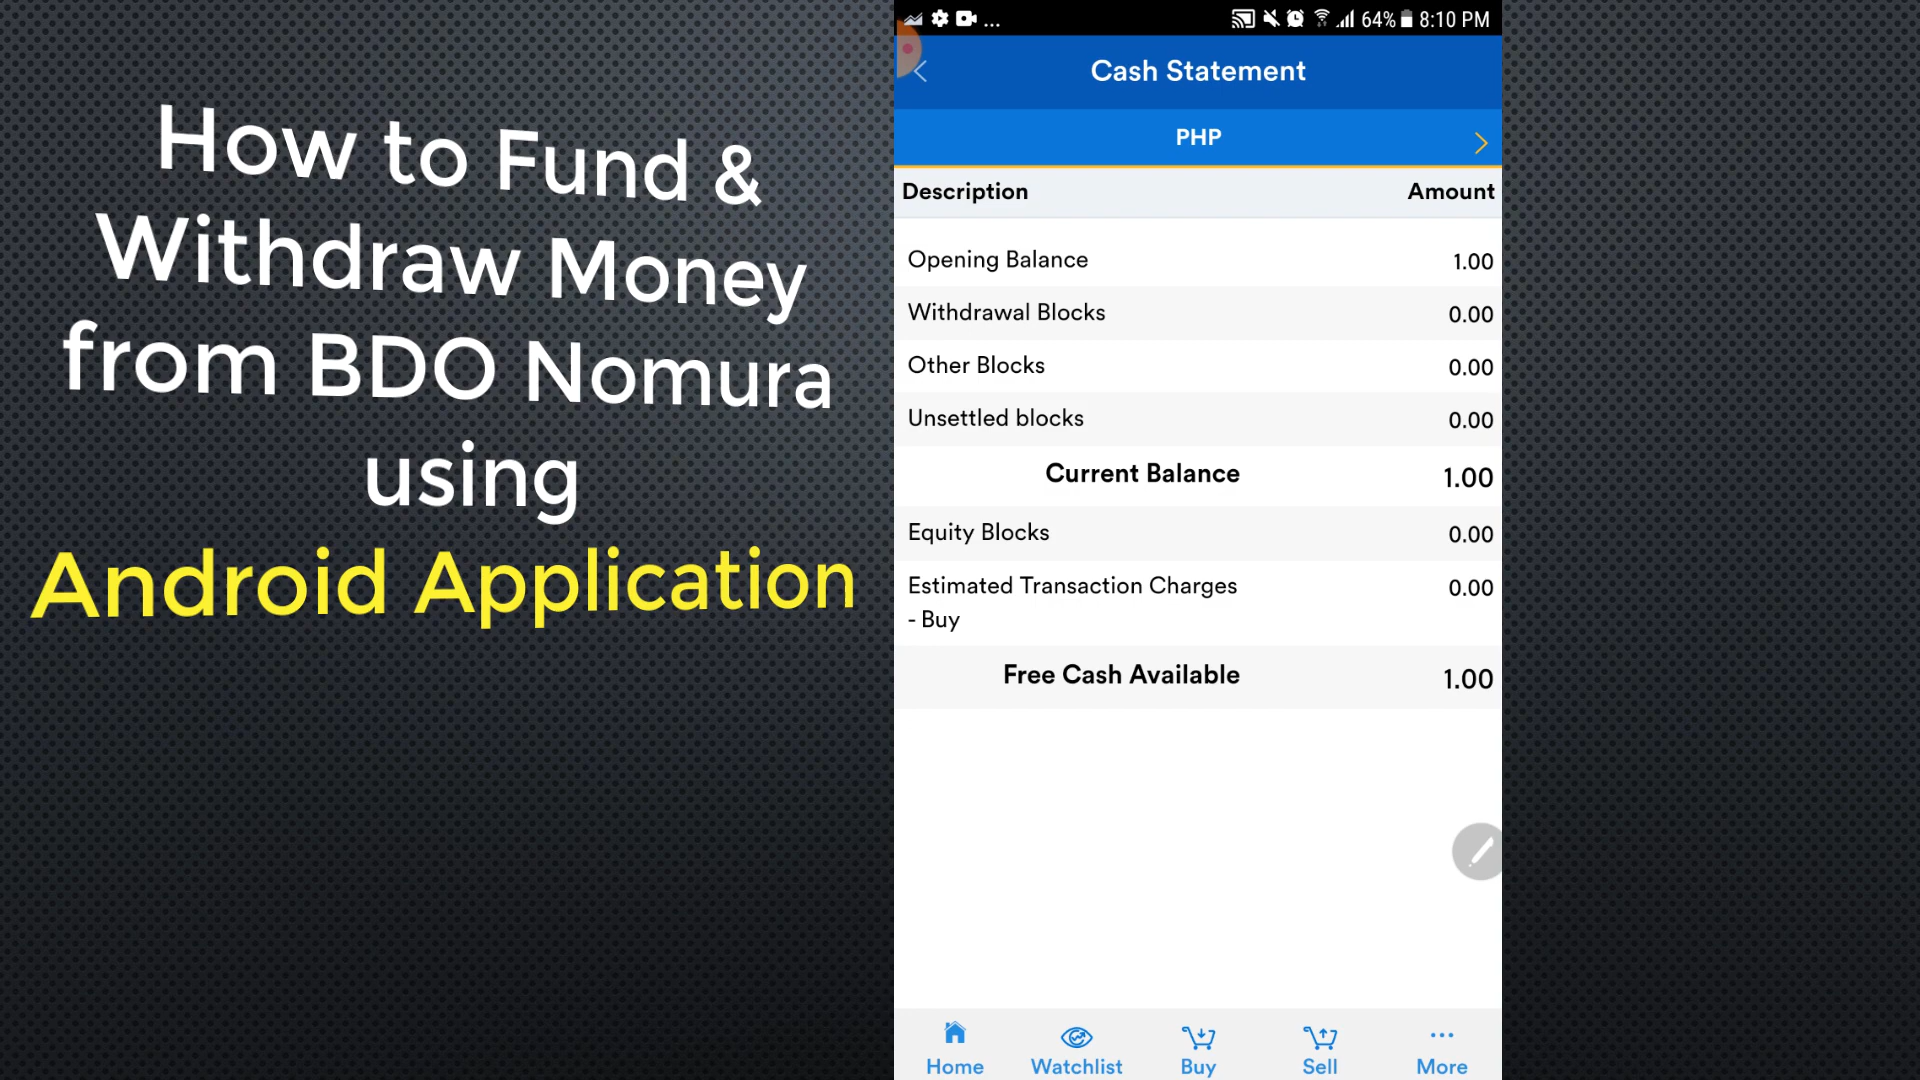 How to Fund &
Withdraw Money
from BDO Nomura
using
Android Application
... 64% 8:10 PM
Cash Statement
PHP
Description Amount
Opening Balance 1.00
Withdrawal Blocks 0.00
Other Blocks 0.00
Unsettled blocks 0.00
Current Balance 1.00
Equity Blocks 0.00
Estimated Transaction Charges 0.00
- Buy
Free Cash Available 1.00
Home Watchlist Buy Sell More